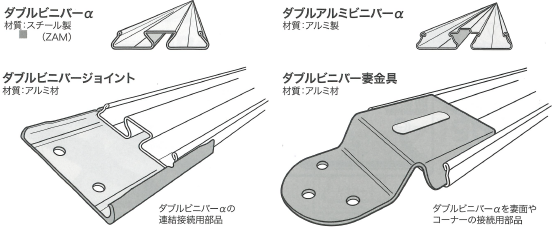 ダブルビニバーα
材質:スチール製
(ZAM)
ダブルアルミビニバーα
材質:アルミ製
ダブルビニバージョイント
材質:アルミ材
ダブルビニバー妻金具
材質:アルミ材
ダブルビニバーαの
連結接続用部品
ダブルビニバーαを妻面や
コーナーの接続用部品